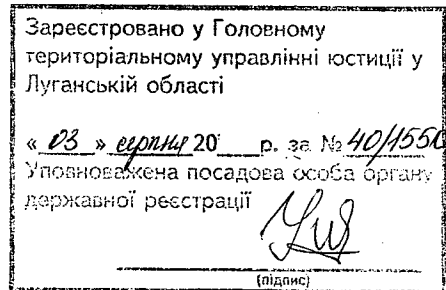 Зареєстровано у Головному
територіальному управлінні юстиції у
Луганській області
« 03 » серпня 20 р. за № 40/1550
Уповноважена посадова особа органу
державної реєстрації
(підпис)